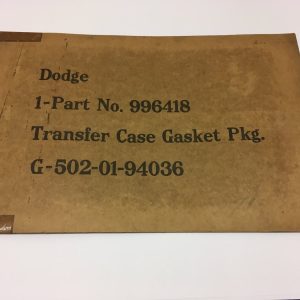 Dodge
1-Part No. 996418
Transfer Case Gasket Pkg.
G-502-01-94036